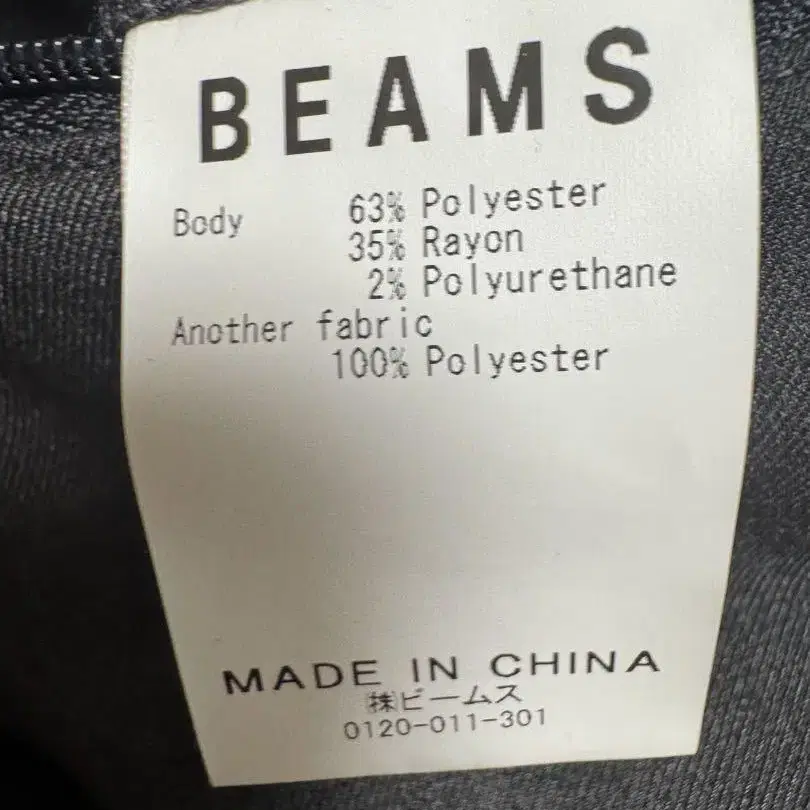 BEAMS
Body 63% Polyester
35% Rayon
2% Polyurethane
Another fabric
100% Polyester
MADE IN CHINA
㈱ビームス
0120-011-301